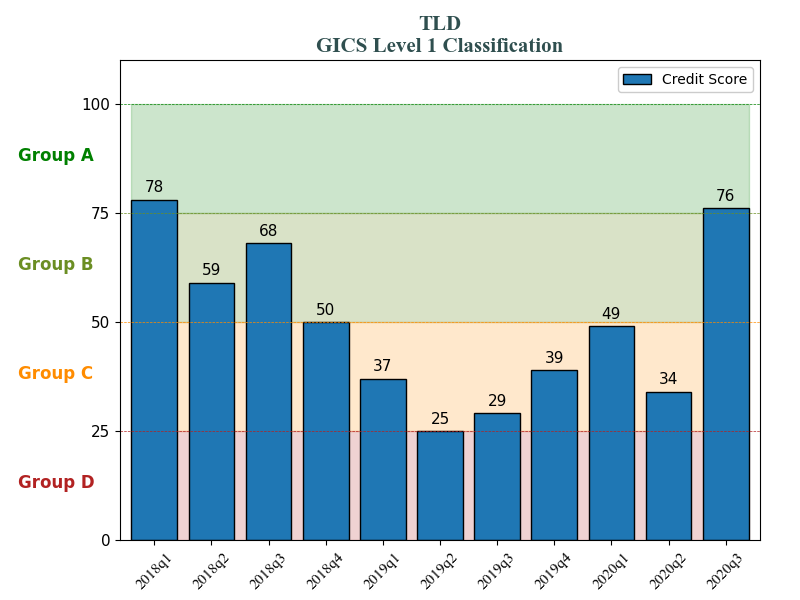 TLD
GICS Level 1 Classification
Credit Score
100
Group A
78
76
75
68
Group B
59
50
50
49
Group C
39
37
34
29
25
25
Group D
0
2018q1 2018q2 2018q3 2018q4 2019q1 2019q2 2019q3 2019q4 2020q1 2020q2 2020q3